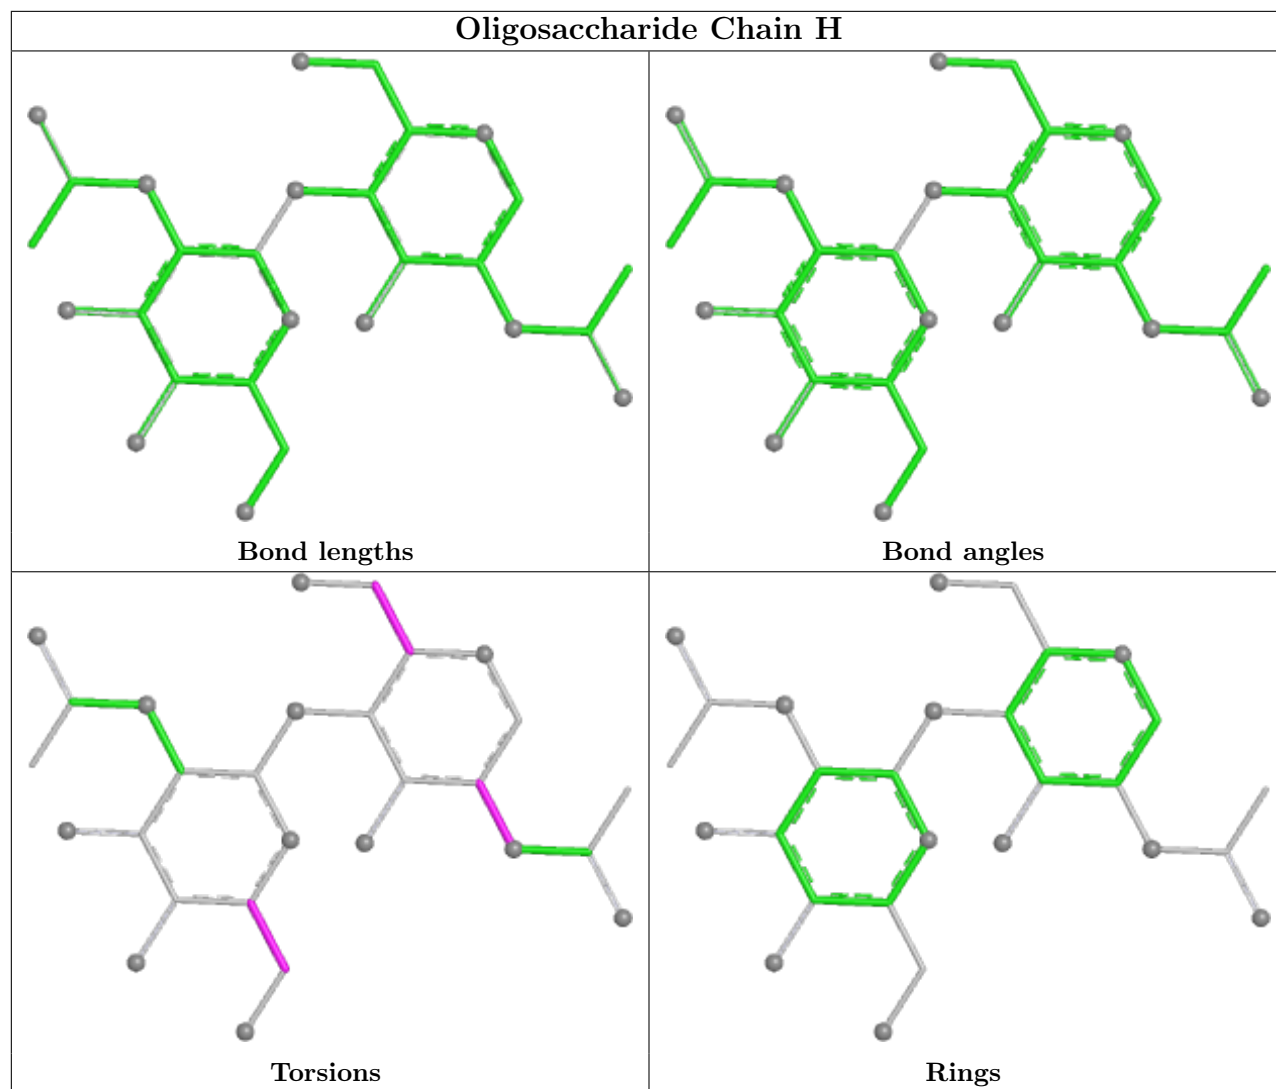 Oligosaccharide Chain H
Bond lengths
Bond angles
Torsions
Rings